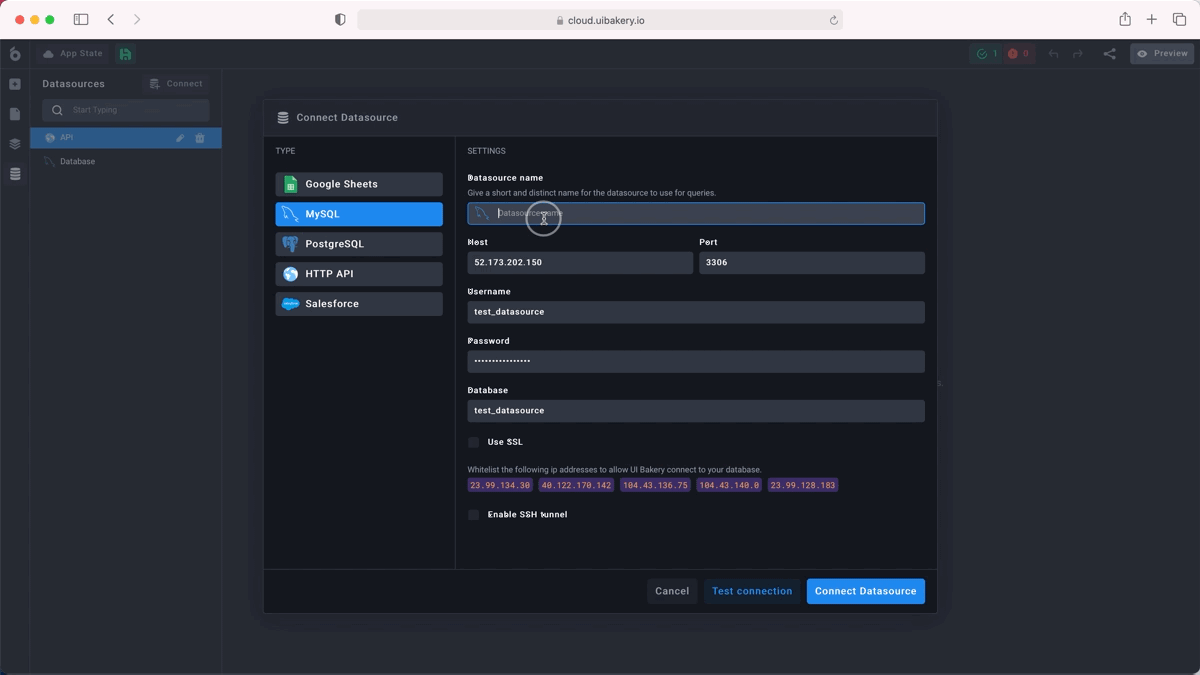 cloud.uibakery.io
App State
1
0
Preview
Datasources
Connect
Start Typing
API
Database
Connect Datasource
TYPE
Google Sheets
MySQL
PostgreSQL
HTTP API
Salesforce
SETTINGS
Datasource name
Give a short and distinct name for the datasource to use for queries.
Datasource name
Host Port
52.173.202.150 3306
Username
test_datasource
Password
••••••••••••••••
Database
test_datasource
Use SSL
Whitelist the following ip addresses to allow UI Bakery connect to your database.
23.99.134.30 40.122.170.142 104.43.136.75 104.43.140.0 23.99.128.183
Enable SSH tunnel
Cancel Test connection Connect Datasource